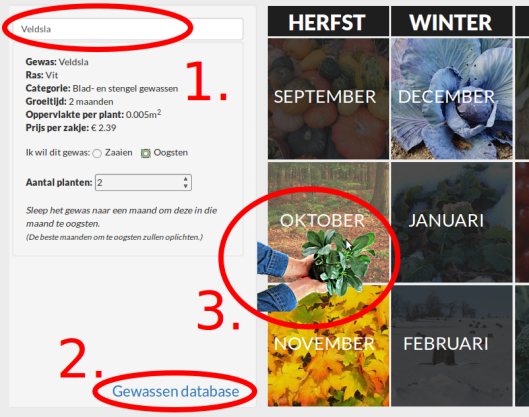 Veldsla
1.
Gewas: Veldsla
Ras: Vit
Categorie: Blad- en stengel gewassen
Groeitijd: 2 maanden
Oppervlakte per plant: 0.005m²
Prijs per zakje: € 2.39
Ik wil dit gewas: Zaaien Oogsten
Aantal planten: 2
Sleep het gewas naar een maand om deze in die
maand te oogsten.
(De beste maanden om te oogsten zullen oplichten.)
2.
Gewassen database
HERFST WINTER
SEPTEMBER DECEMBER
OKTOBER JANUARI
3.
NOVEMBER FEBRUARI